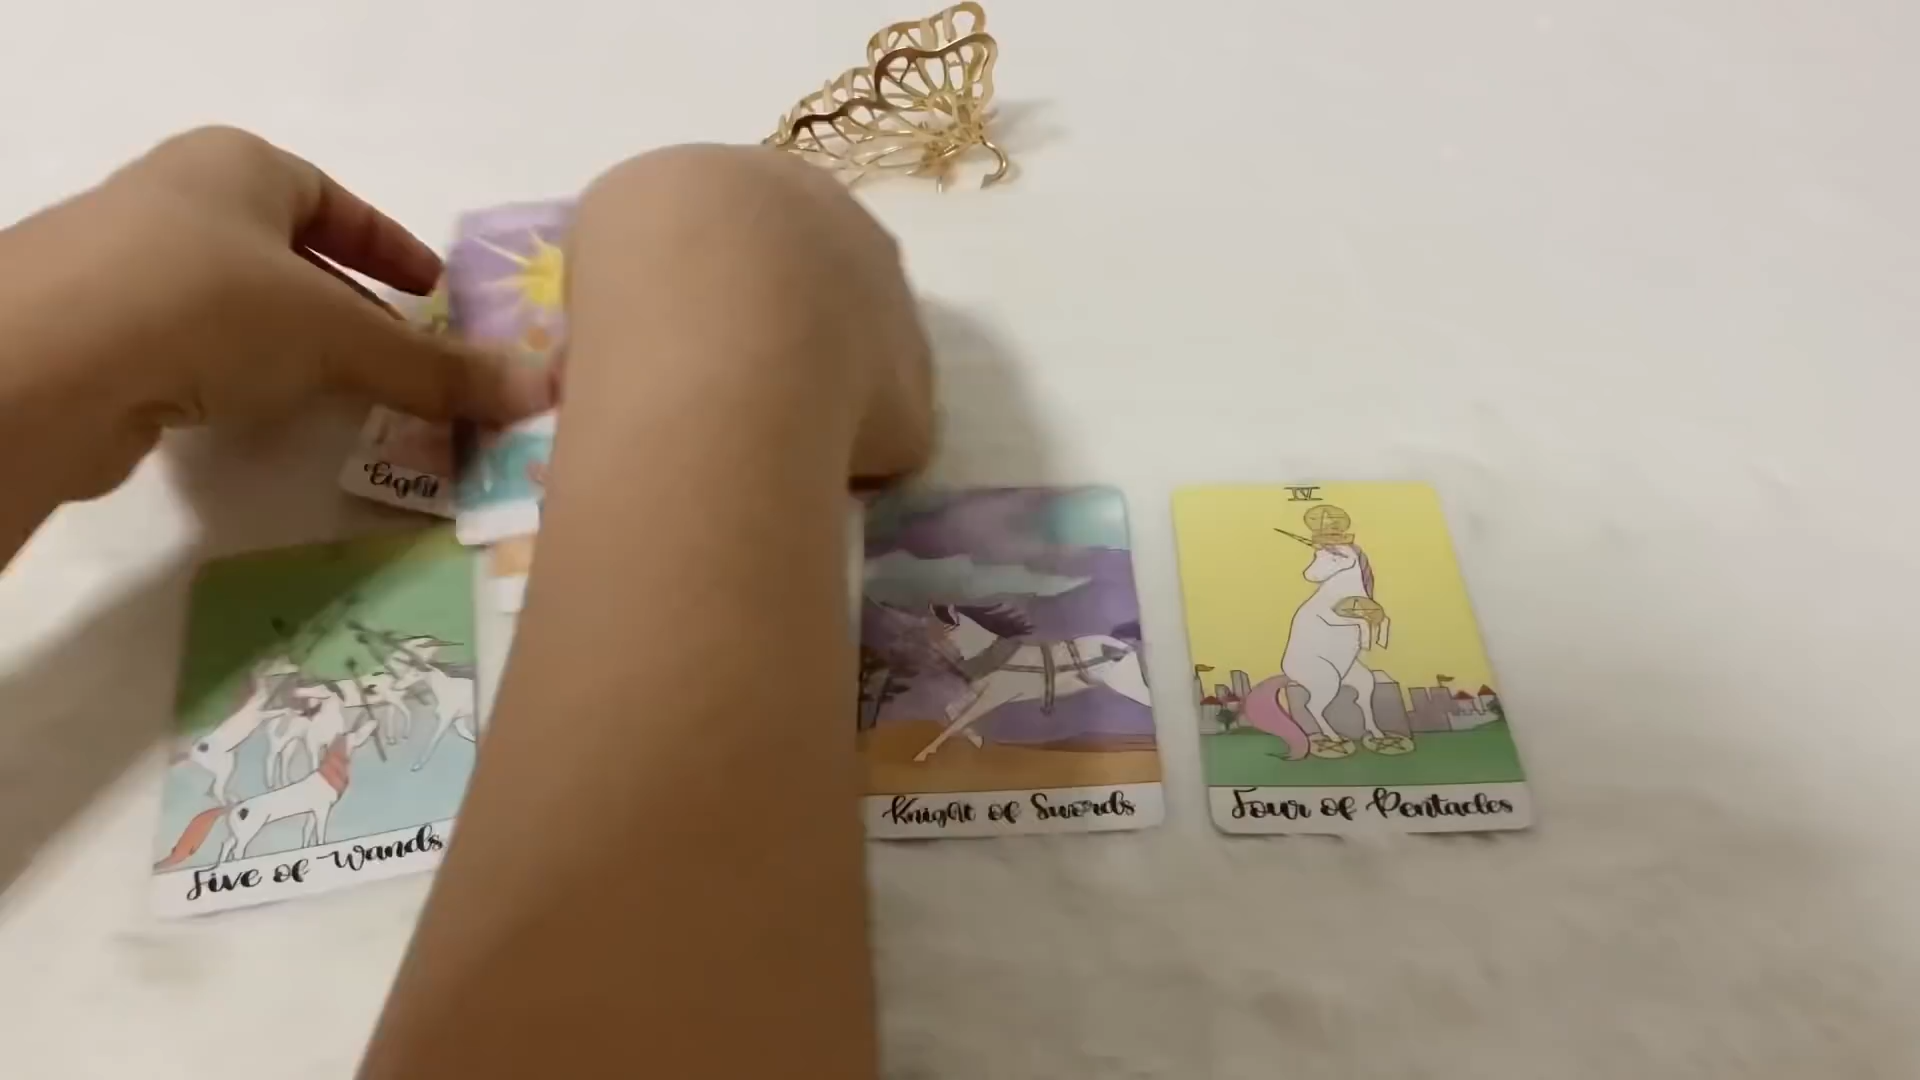 Eight
IV
Five of Wands
Knight of Swords
Four of Pentacles